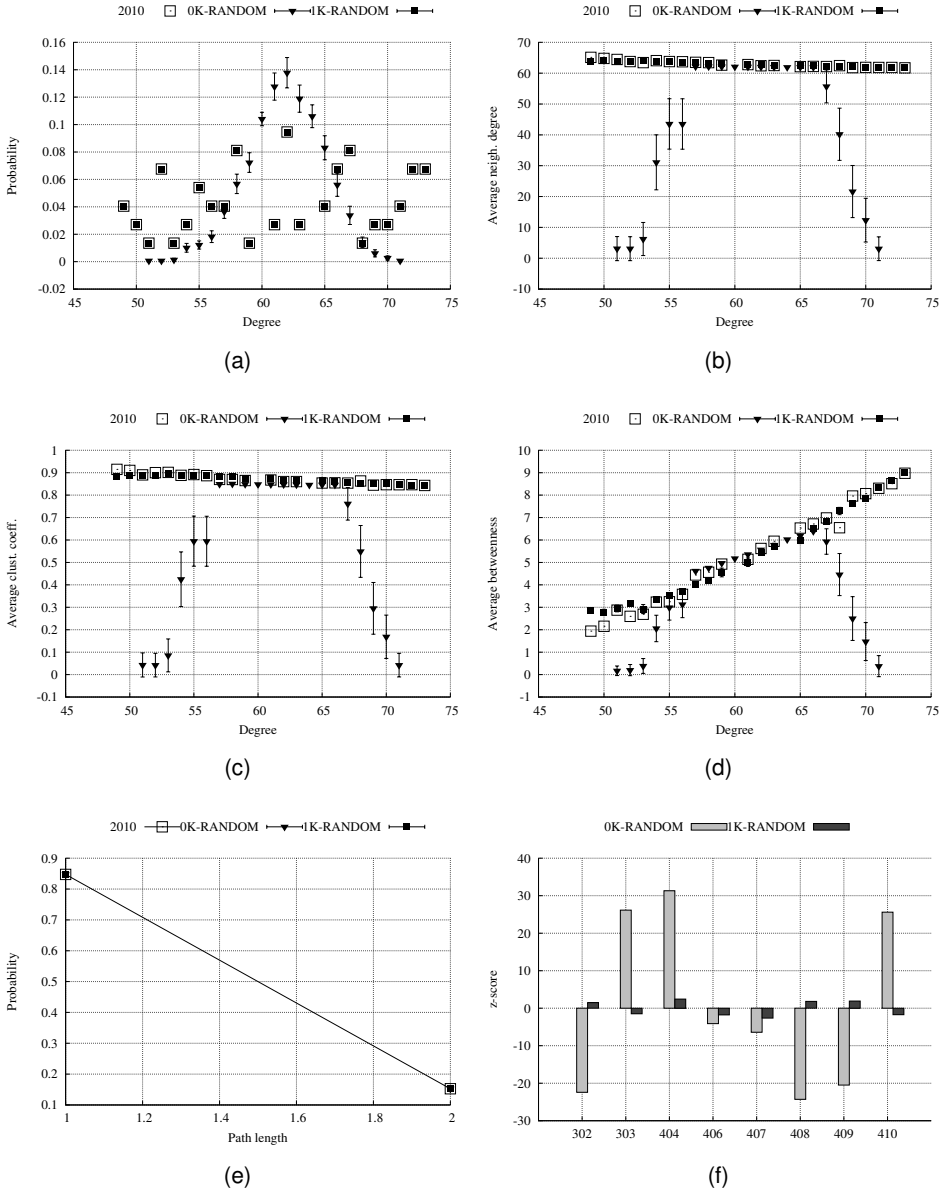 2010 0K-RANDOM 1K-RANDOM
0.16
0.14
0.12
0.1
0.08
0.06
0.04
0.02
0
-0.02
Probability
45 50 55 60 65 70 75
Degree
(a)
2010 0K-RANDOM 1K-RANDOM
70
60
50
40
30
20
10
0
-10
Average neigh. degree
45 50 55 60 65 70 75
Degree
(b)
2010 0K-RANDOM 1K-RANDOM
1
0.9
0.8
0.7
0.6
0.5
0.4
0.3
0.2
0.1
0
-0.1
Average clust. coeff.
45 50 55 60 65 70 75
Degree
(c)
2010 0K-RANDOM 1K-RANDOM
10
9
8
7
6
5
4
3
2
1
0
-1
Average betweenness
45 50 55 60 65 70 75
Degree
(d)
2010 0K-RANDOM 1K-RANDOM
0.9
0.8
0.7
0.6
0.5
0.4
0.3
0.2
0.1
Probability
1 1.2 1.4 1.6 1.8 2
Path length
(e)
0K-RANDOM 1K-RANDOM
40
30
20
10
0
-10
-20
-30
z-score
302 303 404 406 407 408 409 410
(f)